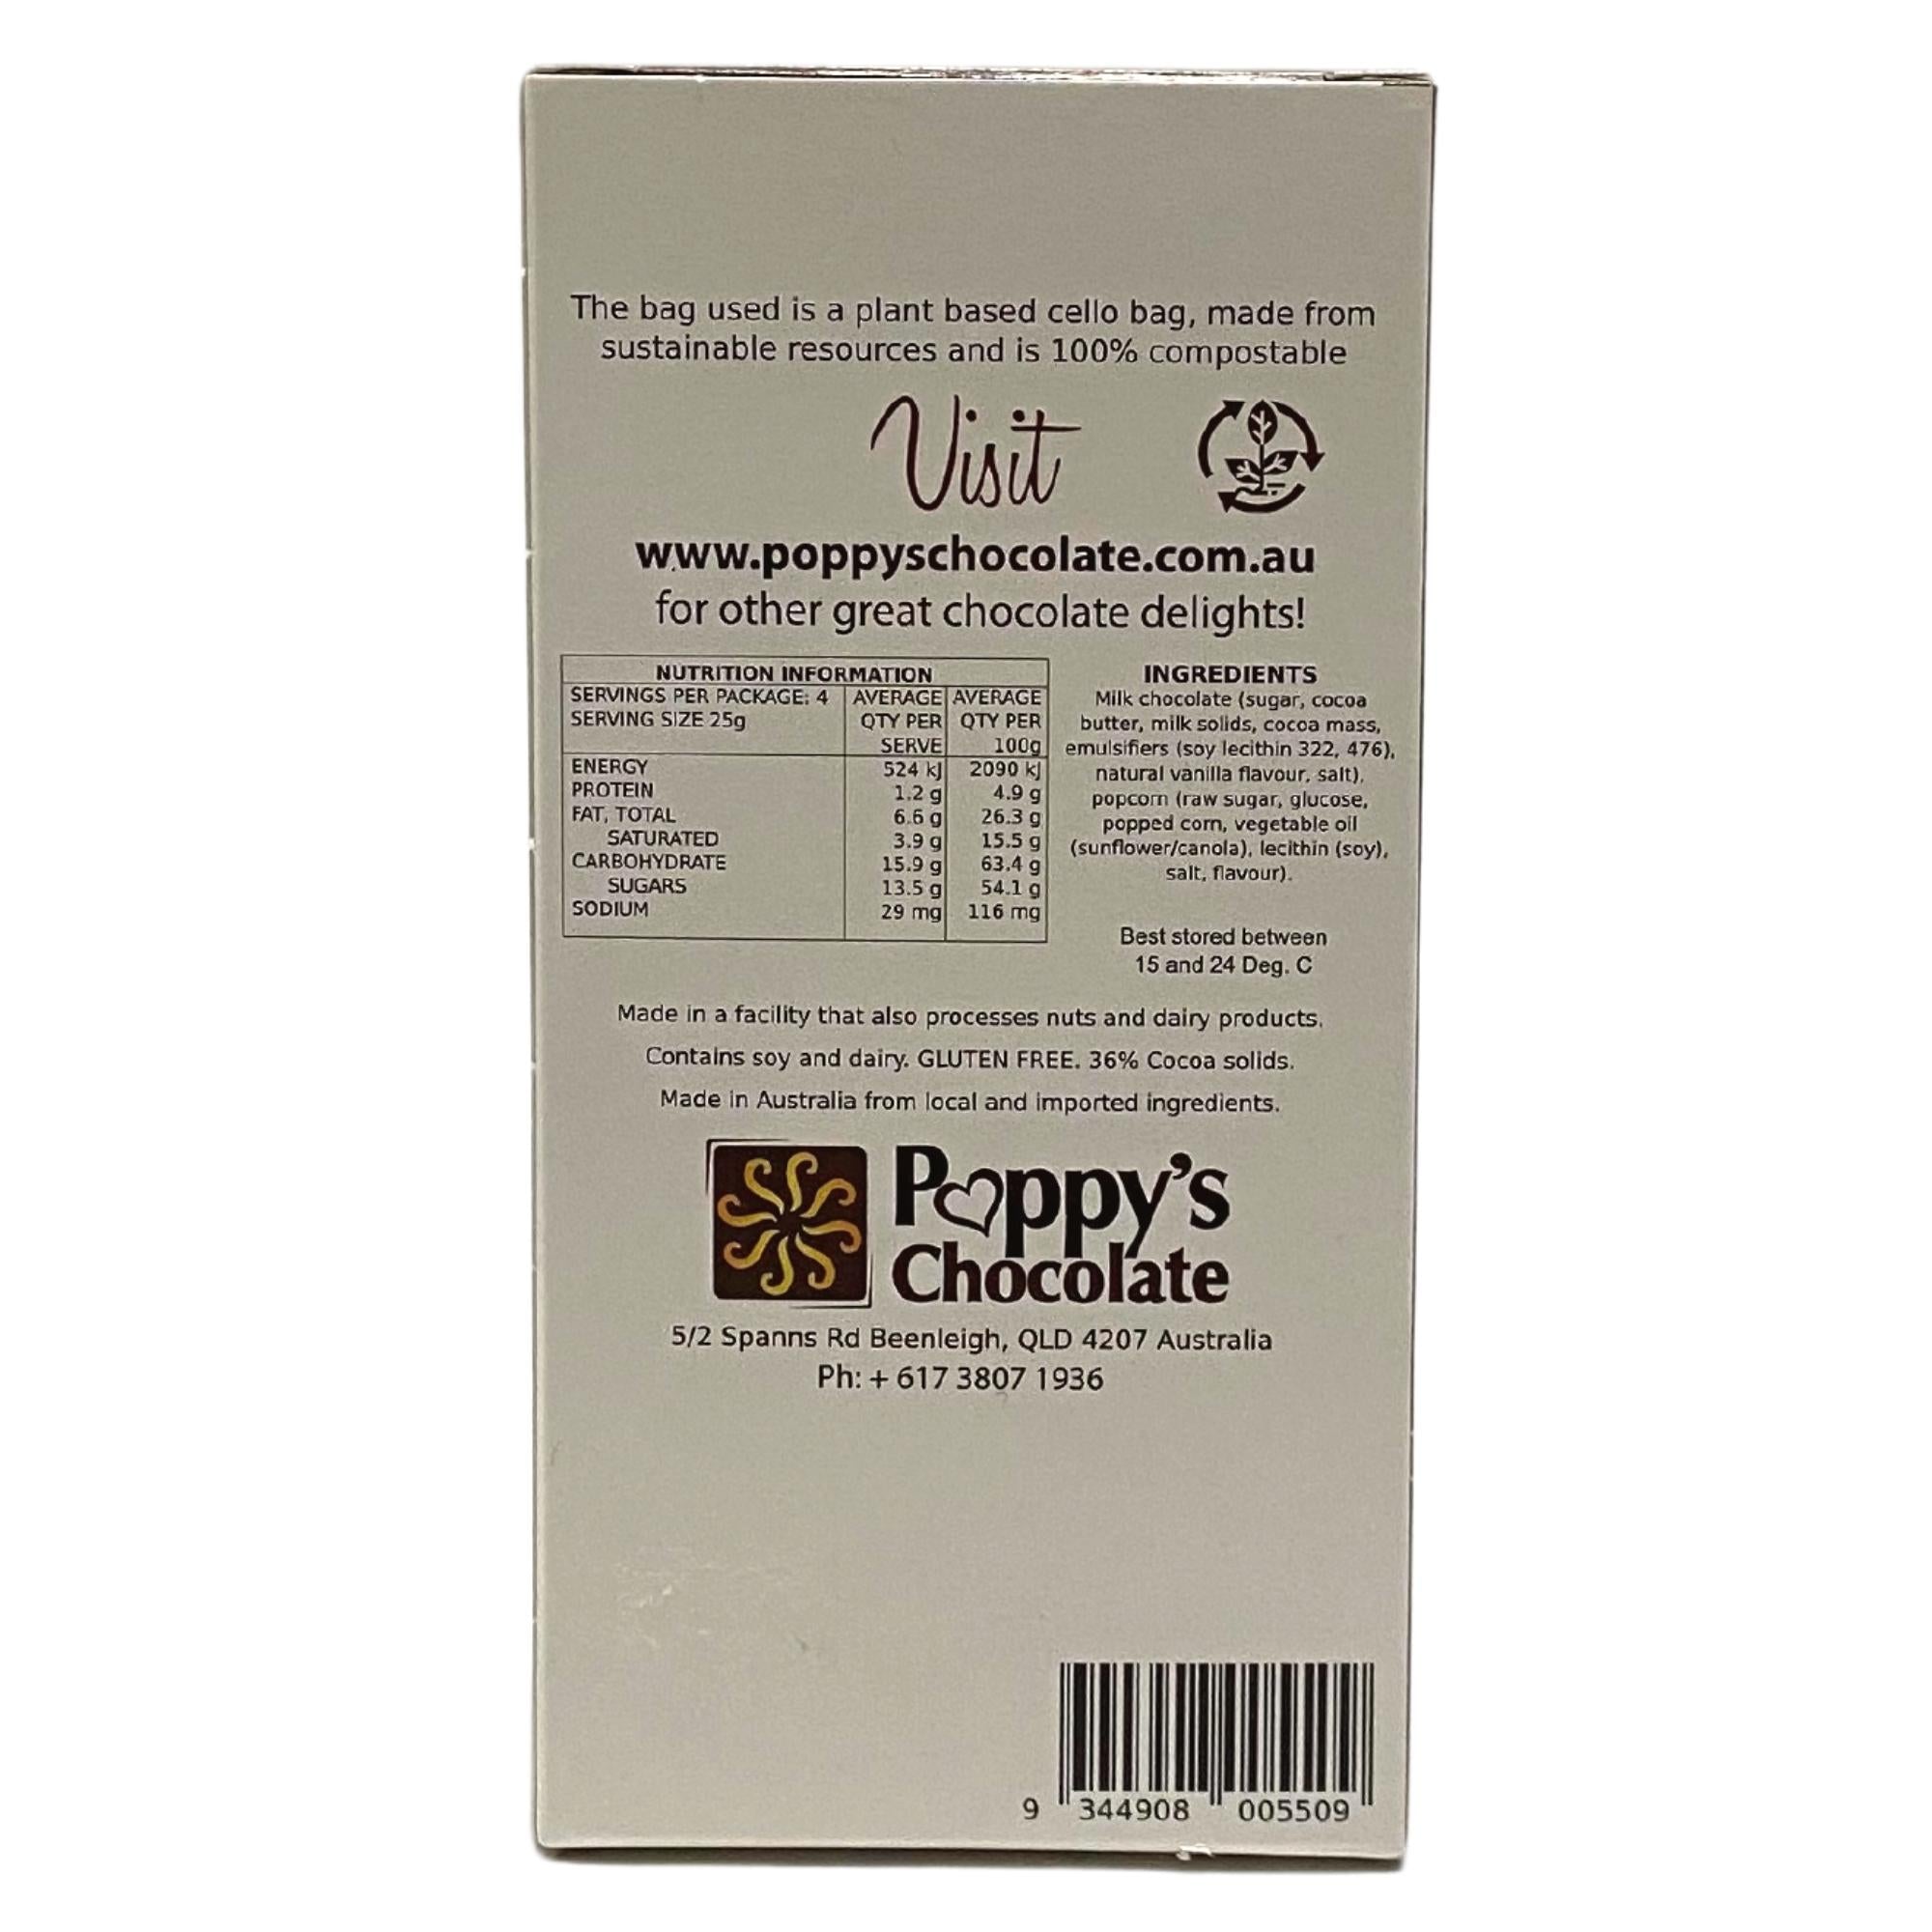 The bag used is a plant based cello bag, made from
sustainable resources and is 100% compostable
Visit
www.poppyschocolate.com.au
for other great chocolate delights!
NUTRITION INFORMATION
SERVINGS PER PACKAGE: 4 AVERAGE AVERAGE
SERVING SIZE 25g QTY PER QTY PER
SERVE 100g
ENERGY 524 kJ 2090 kJ
PROTEIN 1.2 g 4.9 g
FAT, TOTAL 6.6 g 26.3 g
SATURATED 3.9 g 15.5 g
CARBOHYDRATE 15.9 g 63.4 g
SUGARS 13.5 g 54.1 g
SODIUM 29 mg 116 mg
INGREDIENTS
Milk chocolate (sugar, cocoa
butter, milk solids, cocoa mass,
emulsifiers (soy lecithin 322, 476),
natural vanilla flavour, salt),
popcorn (raw sugar, glucose,
popped corn, vegetable oil
(sunflower/canola), lecithin (soy),
salt, flavour).
Best stored between
15 and 24 Deg. C
Made in a facility that also processes nuts and dairy products.
Contains soy and dairy. GLUTEN FREE. 36% Cocoa solids.
Made in Australia from local and imported ingredients.
Poppy's
Chocolate
5/2 Spanns Rd Beenleigh, QLD 4207 Australia
Ph: + 617 3807 1936
9 344908 005509